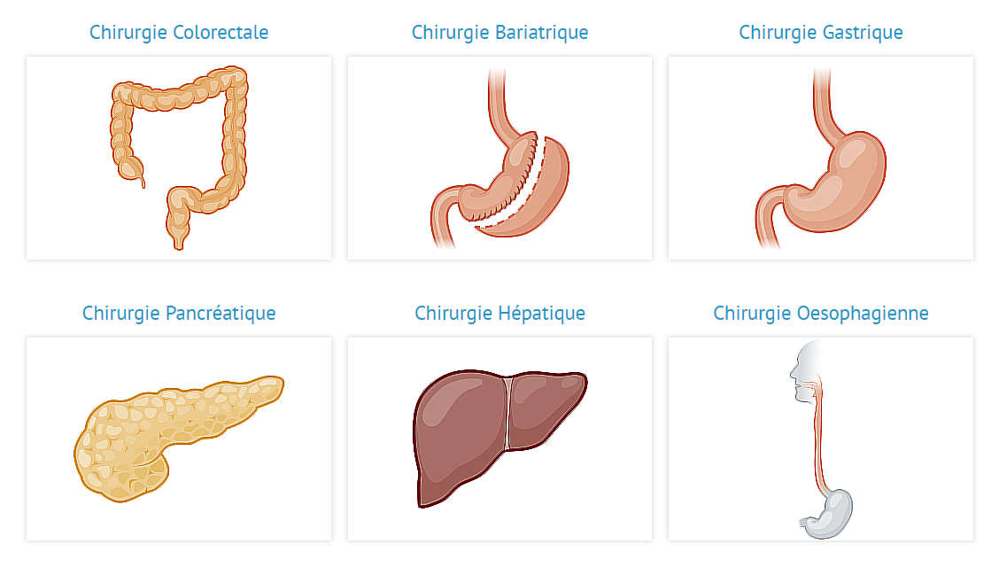 Chirurgie Colorectale
Chirurgie Bariatrique
Chirurgie Gastrique
Chirurgie Pancréatique
Chirurgie Hépatique
Chirurgie Oesophagienne